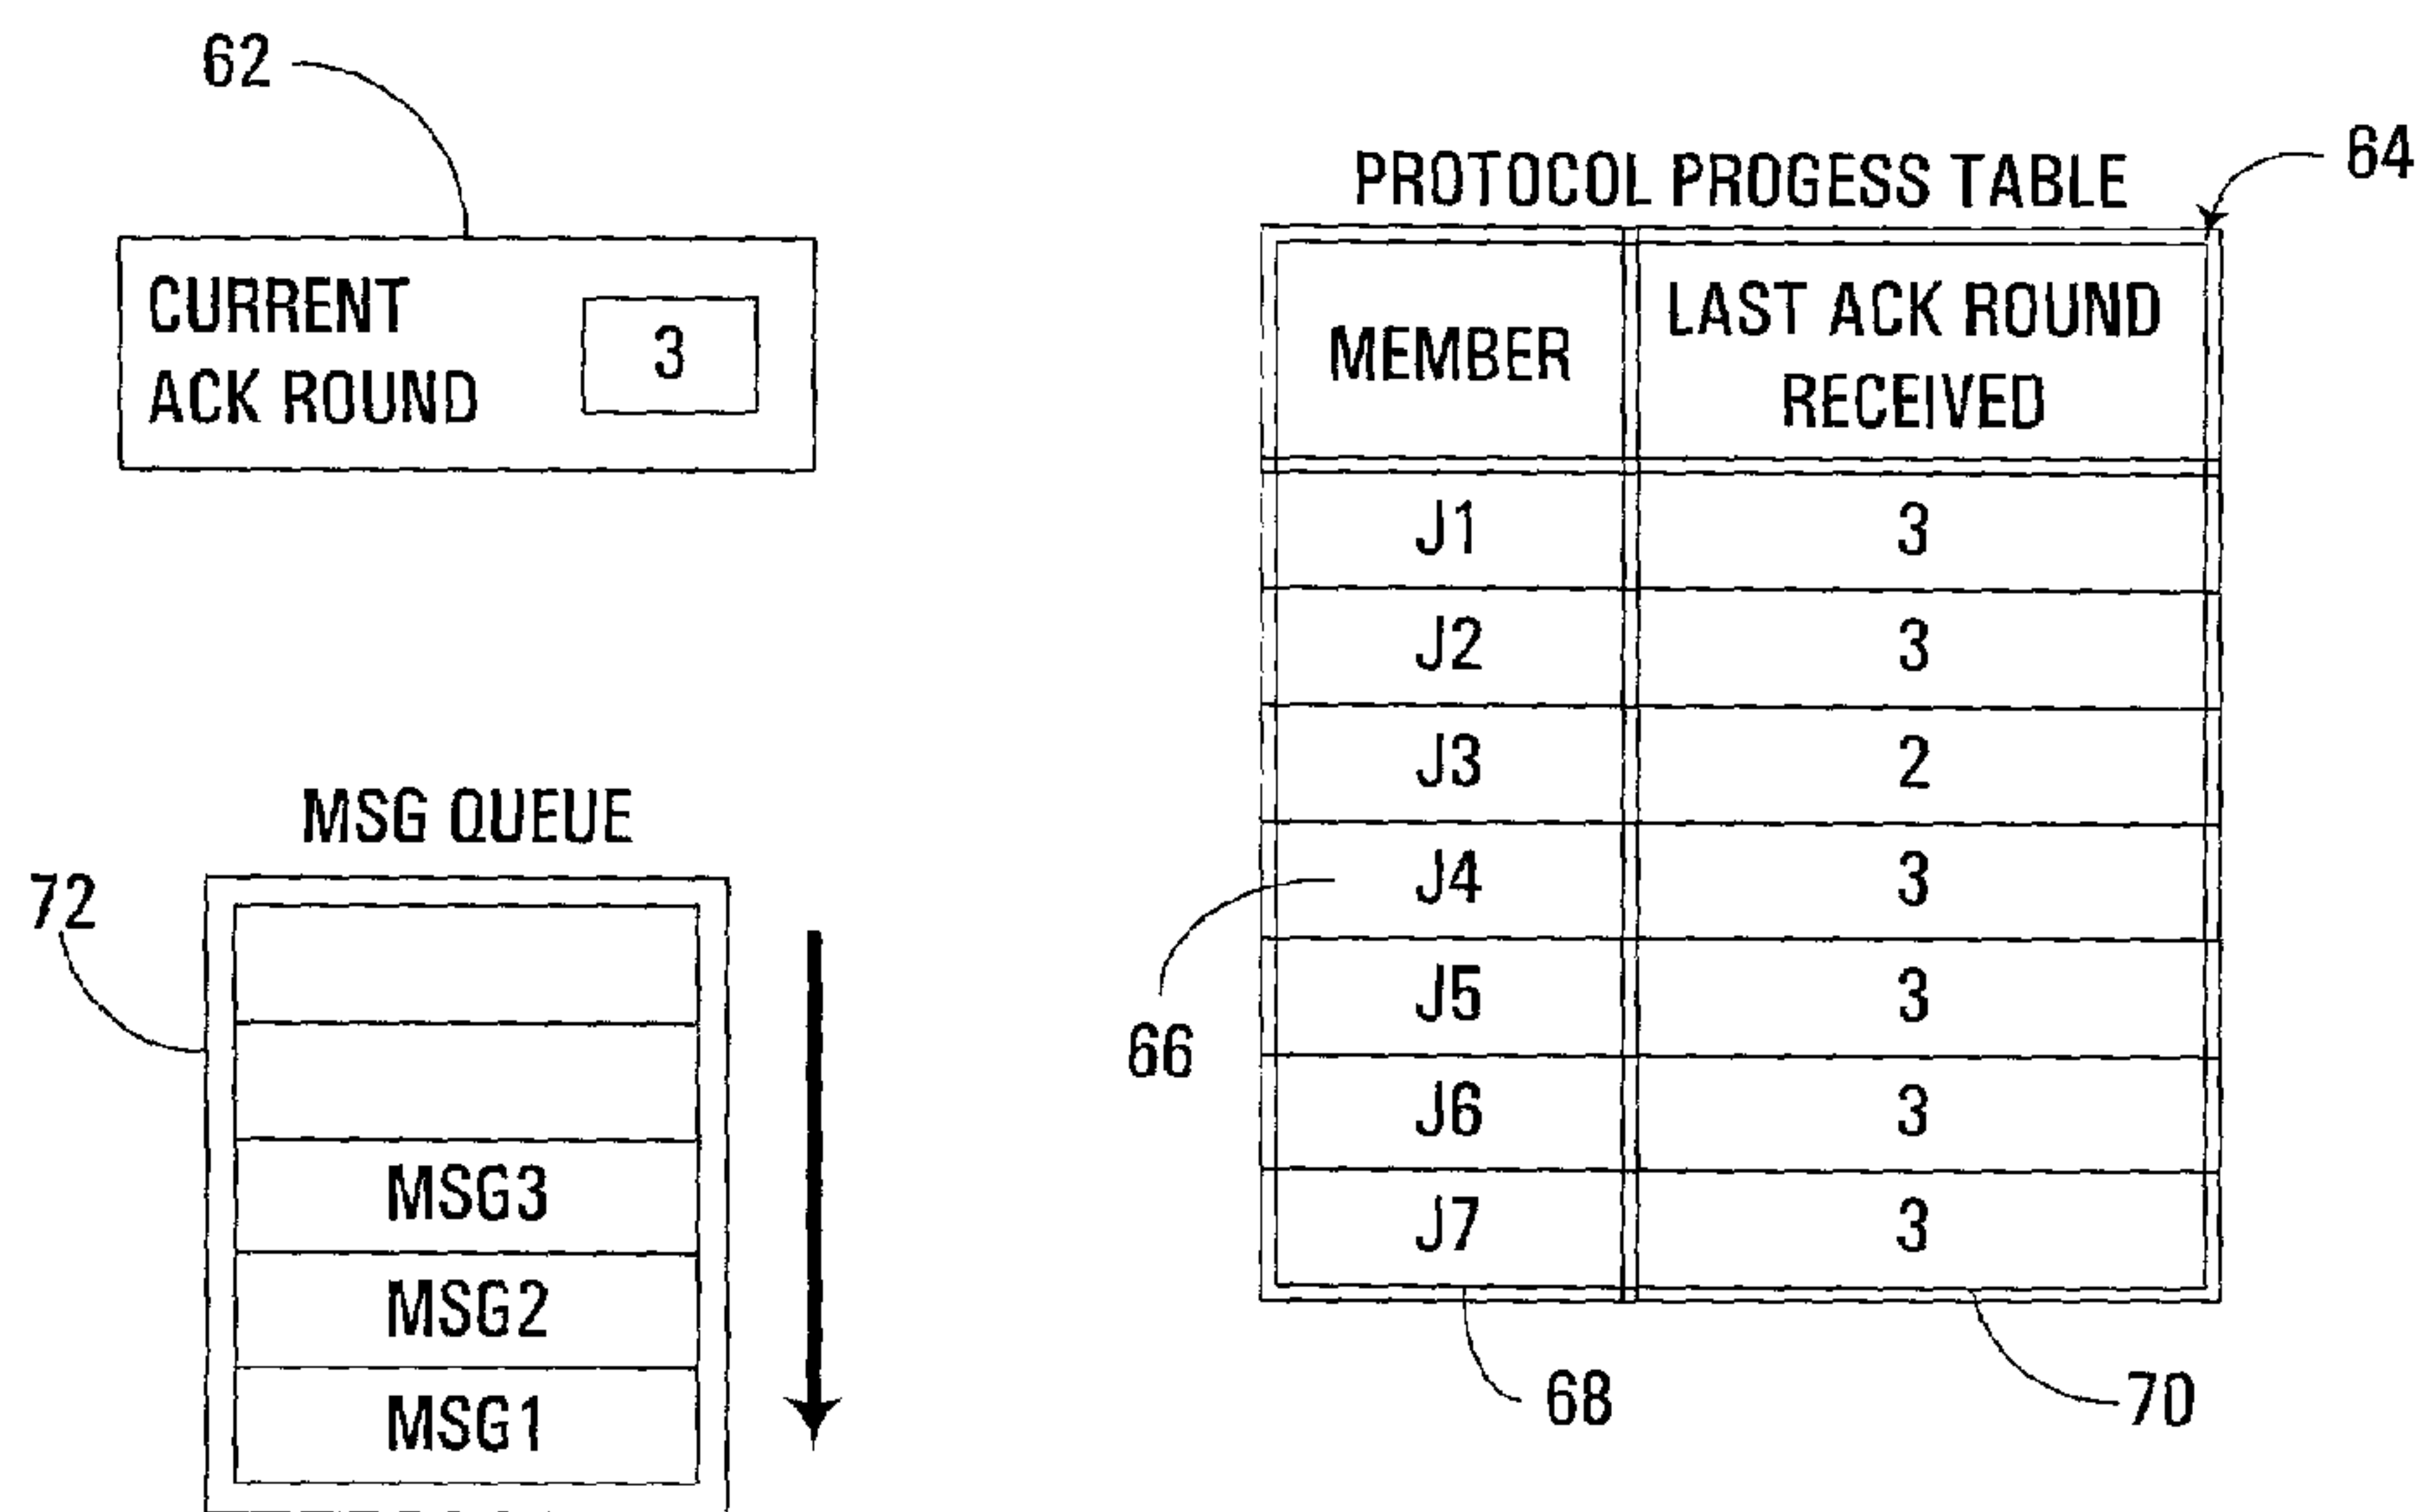 62
CURRENT
ACK ROUND
3
PROTOCOL PROGESS TABLE
64
MEMBER
LAST ACK ROUND
RECEIVED
J1 3
J2 3
J3 2
J4 3
J5 3
J6 3
J7 3
66
68
70
MSG QUEUE
72
MSG3
MSG2
MSG1